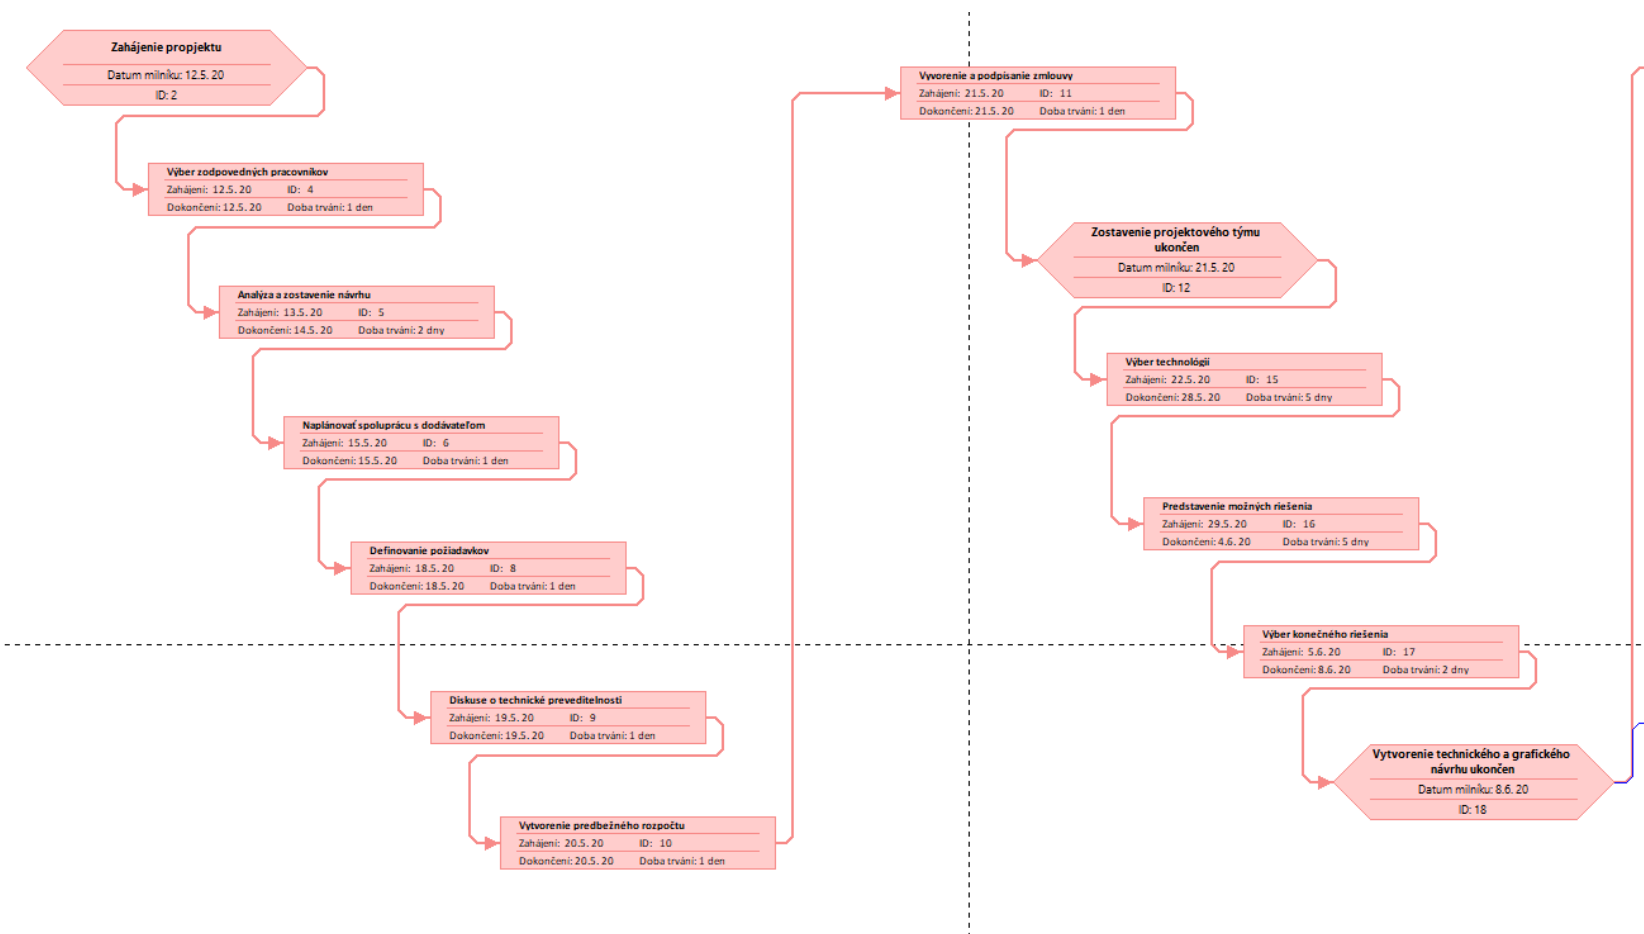 Zahájenie propjektu
Datum milníku: 12.5. 20
ID: 2
Výber zodpovedných pracovníkov
Zahájení: 12.5. 20 ID: 4
Dokončení: 12.5. 20 Doba trvání: 1 den
Analýza a zostavenie návrhu
Zahájení: 13.5. 20 ID: 5
Dokončení: 14.5. 20 Doba trvání: 2 dny
Naplánovať spoluprácu s dodávateľom
Zahájení: 15.5. 20 ID: 6
Dokončení: 15.5. 20 Doba trvání: 1 den
Definovanie požiadavkov
Zahájení: 18.5. 20 ID: 8
Dokončení: 18.5. 20 Doba trvání: 1 den
Diskuse o technické preveditelnosti
Zahájení: 19.5. 20 ID: 9
Dokončení: 19.5. 20 Doba trvání: 1 den
Vytvorenie predbežného rozpočtu
Zahájení: 20.5. 20 ID: 10
Dokončení: 20.5. 20 Doba trvání: 1 den
Vyvorenie a podpísanie zmlouvy
Zahájení: 21.5. 20 ID: 11
Dokončení: 21.5. 20 Doba trvání: 1 den
Zostavenie projektového týmu
ukončen
Datum milníku: 21.5. 20
ID: 12
Výber technológií
Zahájení: 22.5. 20 ID: 15
Dokončení: 28.5. 20 Doba trvání: 5 dny
Predstavenie možných riešenia
Zahájení: 29.5. 20 ID: 16
Dokončení: 4.6. 20 Doba trvání: 5 dny
Výber konečného riešenia
Zahájení: 5.6. 20 ID: 17
Dokončení: 8.6. 20 Doba trvání: 2 dny
Vytvorenie technického a grafického
návrhu ukončen
Datum milníku: 8.6. 20
ID: 18